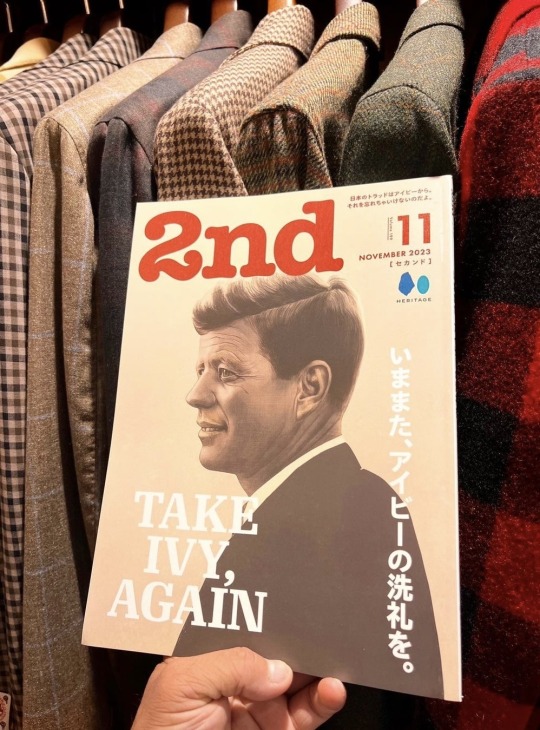 日本のトラッドはアイビーから。
それを忘れちゃいけないのだよ。
2nd
11
NOVEMBER 2023
[セカンド]
HERITAGE
いままた、アイビーの洗礼を。
TAKE
IVY,
AGAIN